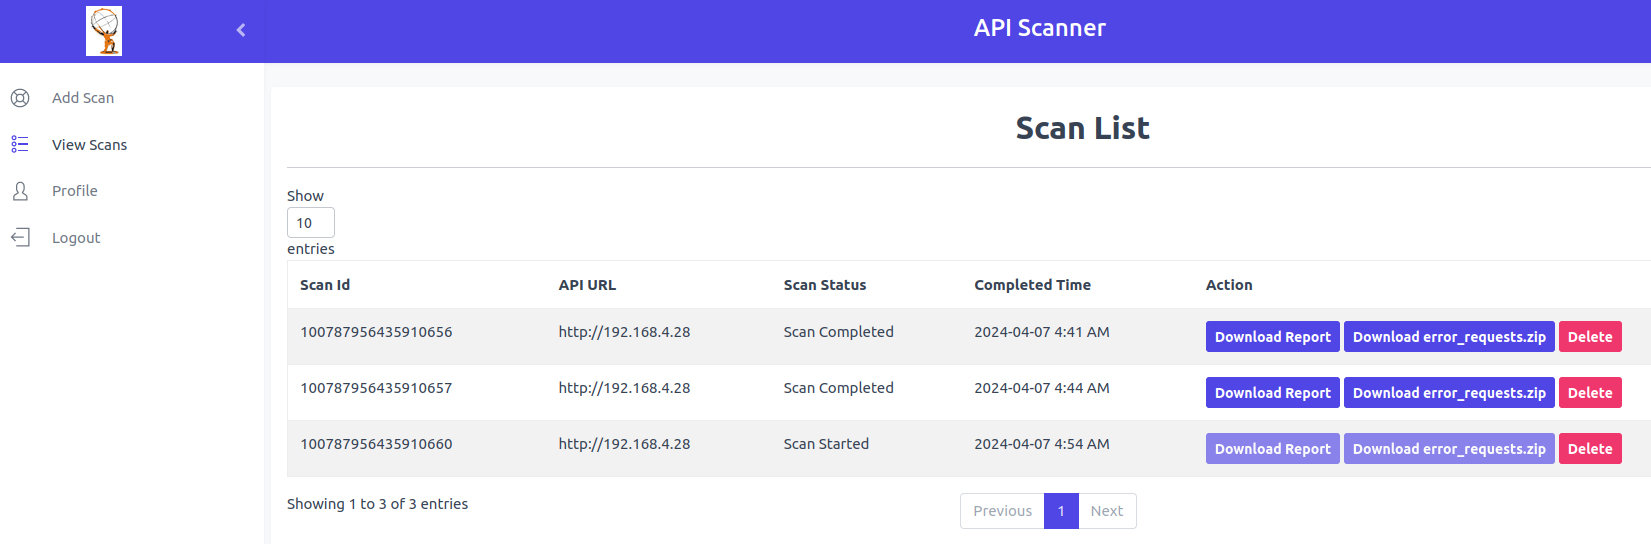 API Scanner
Add Scan
View Scans
Profile
Logout
Scan List
Show
10
entries
Scan Id API URL Scan Status Completed Time Action
100787956435910656 http://192.168.4.28 Scan Completed 2024-04-07 4:41 AM Download Report Download error_requests.zip Delete
100787956435910657 http://192.168.4.28 Scan Completed 2024-04-07 4:44 AM Download Report Download error_requests.zip Delete
100787956435910660 http://192.168.4.28 Scan Started 2024-04-07 4:54 AM Download Report Download error_requests.zip Delete
Showing 1 to 3 of 3 entries Previous 1 Next